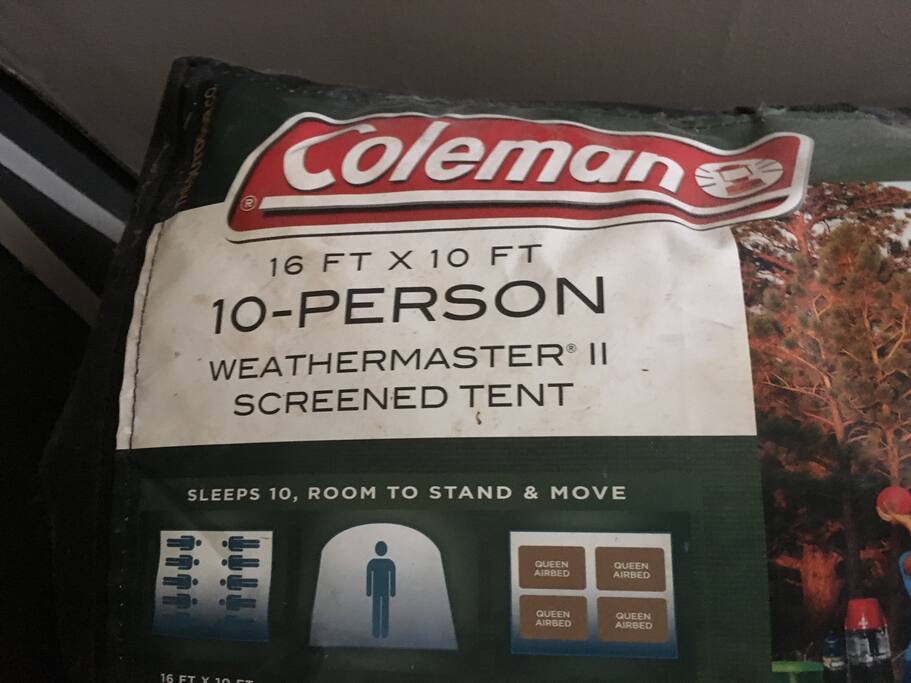 Coleman
®
16 FT X 10 FT
10-PERSON
WEATHERMASTER® II
SCREENED TENT
SLEEPS 10, ROOM TO STAND & MOVE
QUEEN
AIRBED
QUEEN
AIRBED
QUEEN
AIRBED
QUEEN
AIRBED
16 FT X 10 FT